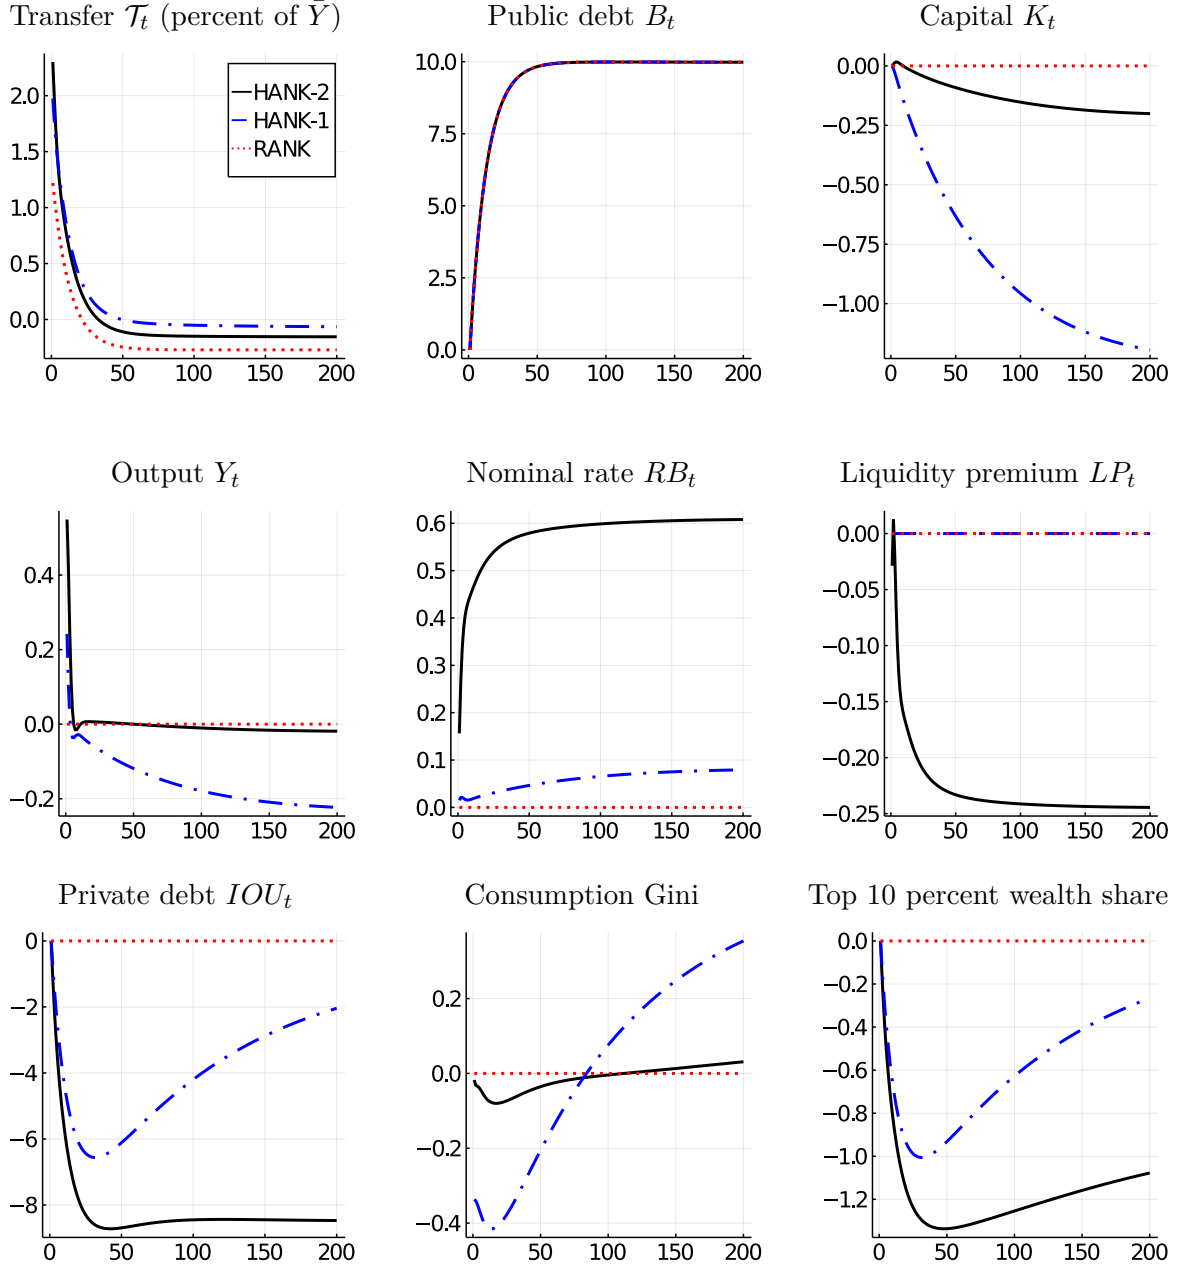 Transfer 𝒯t (percent of Ȳ)
2.0
1.5
1.0
0.5
0.0
0 50 100 150 200
HANK-2
HANK-1
RANK
Public debt Bt
10.0
7.5
5.0
2.5
0.0
0 50 100 150 200
Capital Kt
0.00
−0.25
−0.50
−0.75
−1.00
0 50 100 150 200
Output Yt
0.4
0.2
0.0
−0.2
0 50 100 150 200
Nominal rate RBt
0.6
0.5
0.4
0.3
0.2
0.1
0.0
0 50 100 150 200
Liquidity premium LPt
0.00
−0.05
−0.10
−0.15
−0.20
−0.25
0 50 100 150 200
Private debt IOUt
0
−2
−4
−6
−8
0 50 100 150 200
Consumption Gini
0.2
0.0
−0.2
−0.4
0 50 100 150 200
Top 10 percent wealth share
0.0
−0.2
−0.4
−0.6
−0.8
−1.0
−1.2
0 50 100 150 200